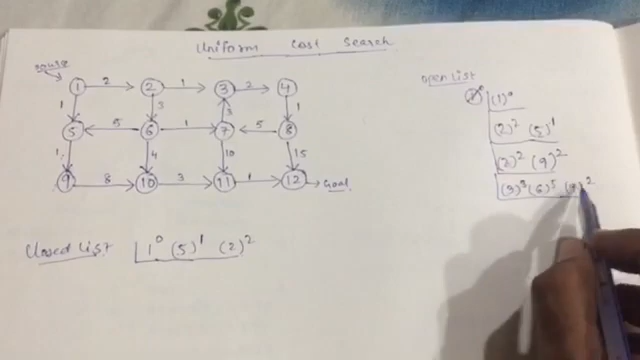 Uniform Cost Search
source
1 2 2 1 3 2 4
1 3 3 1
5 5 6 1 7 5 8
1 4 10 15
9 8 10 3 11 1 12 Goal
Closed List 1⁰ (5)¹ (2)²
Open List
(1)⁰
(2)² (5)¹
(2)² (9)²
(3)³ (6)⁵ 2